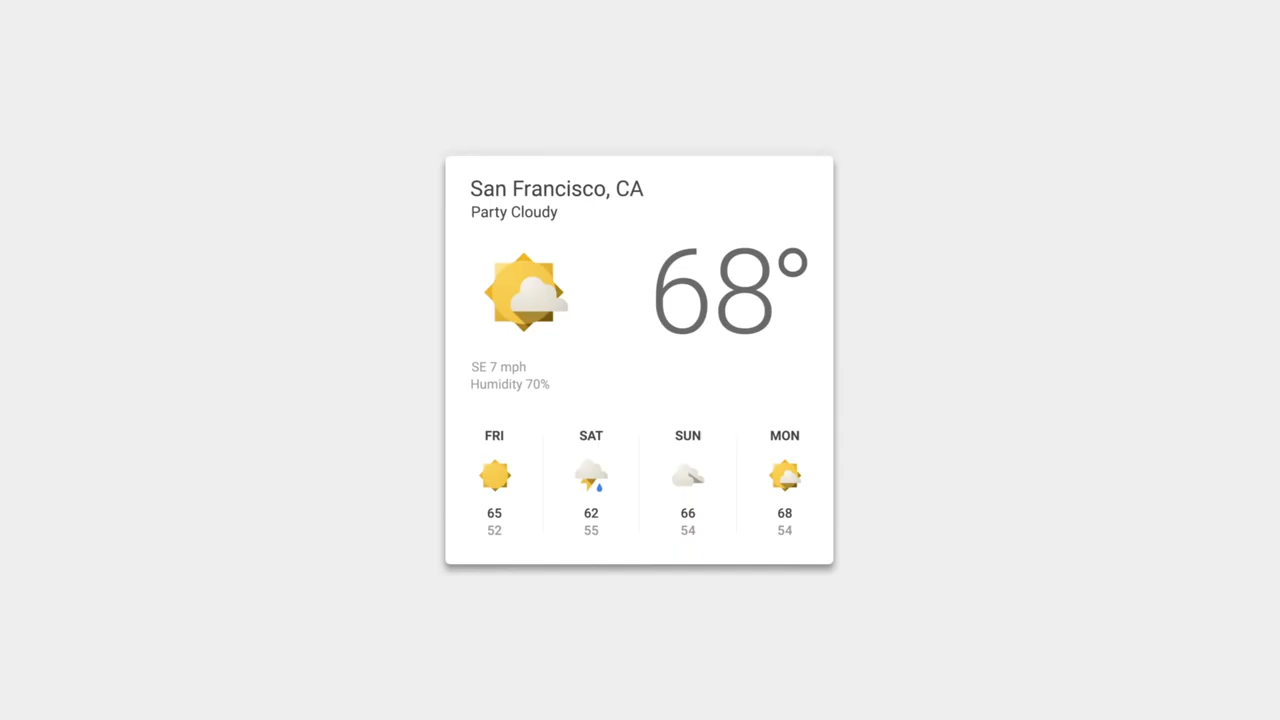 San Francisco, CA
Party Cloudy
68°
SE 7 mph
Humidity 70%
FRI SAT SUN MON
65 62 66 68
52 55 54 54